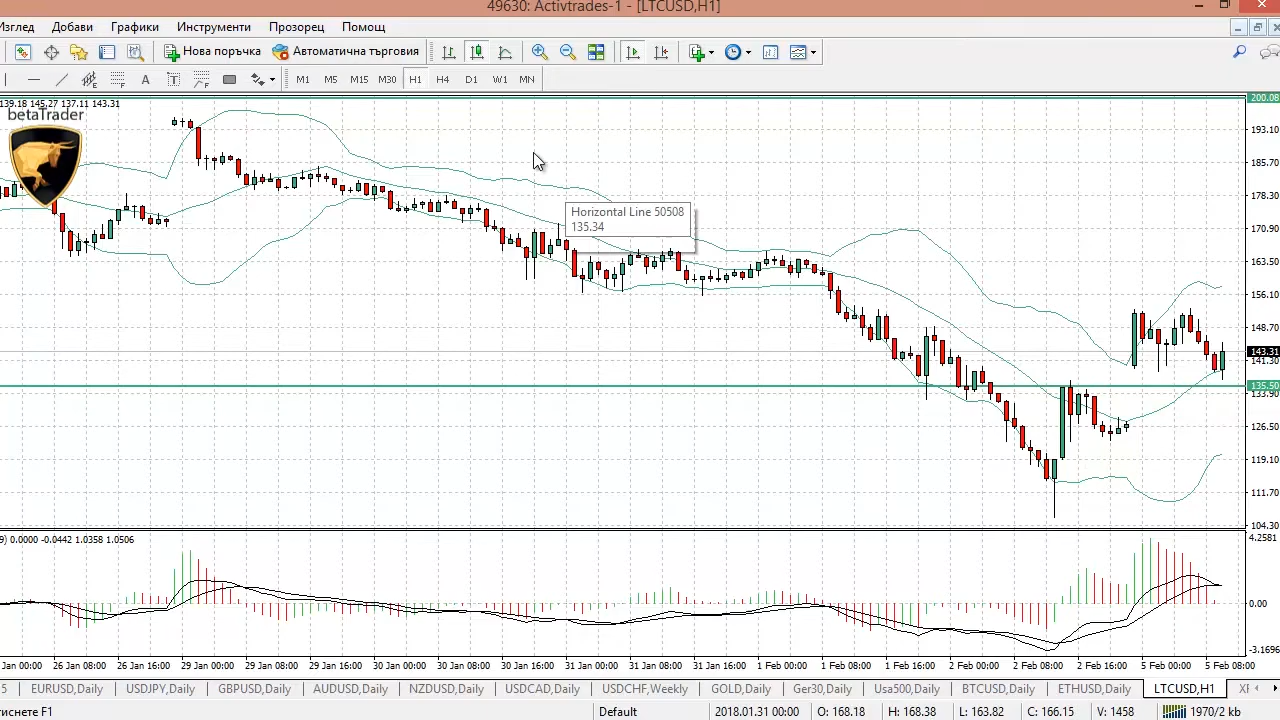 49630: Activtrades-1 - [LTCUSD,H1]
Изглед Добави Графики Инструменти Прозорец Помощ
Нова поръчка Автоматична търговия
A T F M1 M5 M15 M30 H1 H4 D1 W1 MN
139.18 145.27 137.11 143.31
betaTrader
200.08
193.10
185.70
178.30
Horizontal Line 50508
135.34
170.90
163.50
156.10
148.70
143.31
141.30
135.50
133.90
126.50
119.10
111.70
104.30
9) 0.0000 -0.0442 1.0358 1.0506
4.2581
0.00
-3.1696
Jan 00:00 26 Jan 08:00 26 Jan 16:00 29 Jan 00:00 29 Jan 08:00 29 Jan 16:00 30 Jan 00:00 30 Jan 08:00 30 Jan 16:00 31 Jan 00:00 31 Jan 08:00 31 Jan 16:00 1 Feb 00:00 1 Feb 08:00 1 Feb 16:00 2 Feb 00:00 2 Feb 08:00 2 Feb 16:00 5 Feb 00:00 5 Feb 08:00
5 EURUSD,Daily USDJPY,Daily GBPUSD,Daily AUDUSD,Daily NZDUSD,Daily USDCAD,Daily USDCHF,Weekly GOLD,Daily Ger30,Daily Usa500,Daily BTCUSD,Daily ETHUSD,Daily LTCUSD,H1
тиснете F1 Default 2018.01.31 00:00 O: 168.18 H: 168.38 L: 163.82 C: 166.15 V: 1458 1970/2 kb